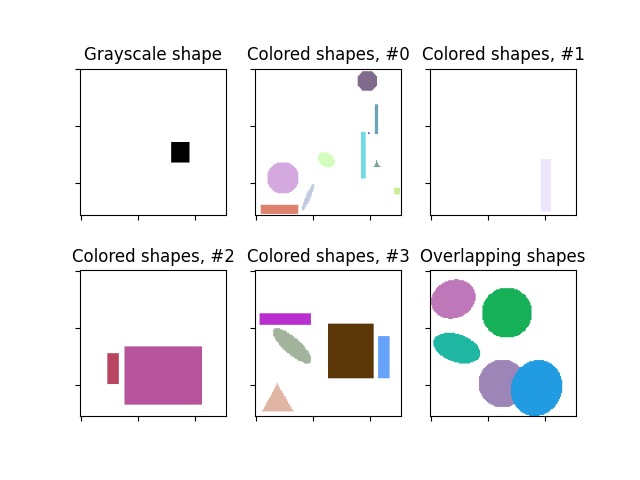 Grayscale shape
Colored shapes, #0
Colored shapes, #1
Colored shapes, #2
Colored shapes, #3
Overlapping shapes